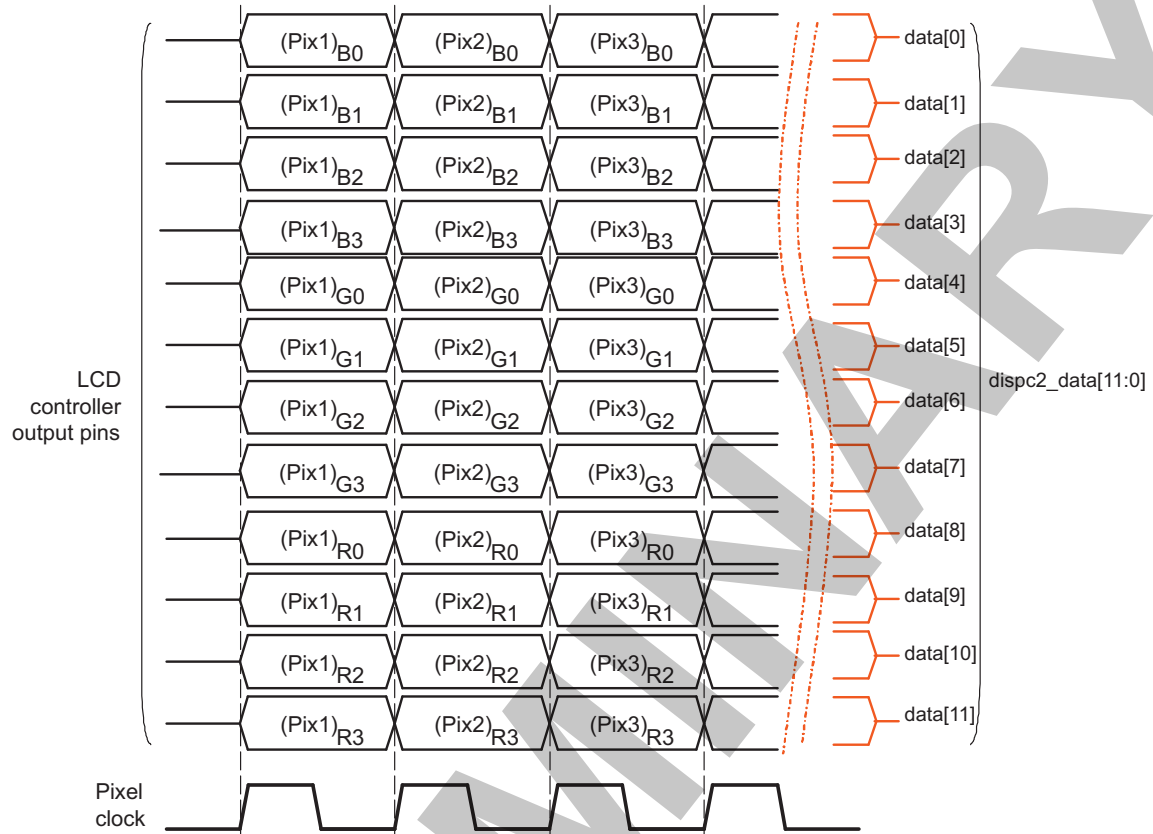 (Pix1)B0 (Pix2)B0 (Pix3)B0 data[0]
(Pix1)B1 (Pix2)B1 (Pix3)B1 data[1]
(Pix1)B2 (Pix2)B2 (Pix3)B2 data[2]
(Pix1)B3 (Pix2)B3 (Pix3)B3 data[3]
(Pix1)G0 (Pix2)G0 (Pix3)G0 data[4]
(Pix1)G1 (Pix2)G1 (Pix3)G1 data[5]
LCD
controller
output pins
dispc2_data[11:0]
(Pix1)G2 (Pix2)G2 (Pix3)G2 data[6]
(Pix1)G3 (Pix2)G3 (Pix3)G3 data[7]
(Pix1)R0 (Pix2)R0 (Pix3)R0 data[8]
(Pix1)R1 (Pix2)R1 (Pix3)R1 data[9]
(Pix1)R2 (Pix2)R2 (Pix3)R2 data[10]
(Pix1)R3 (Pix2)R3 (Pix3)R3 data[11]
Pixel
clock
MINARY